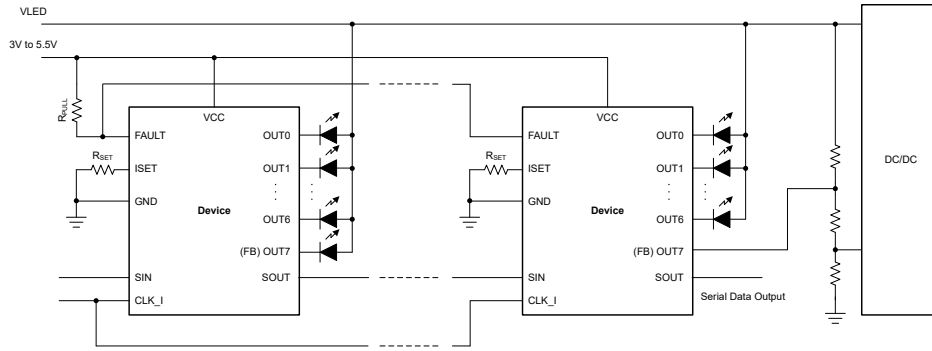 VLED
3V to 5.5V
RPULL
VCC
FAULT
OUT0
RSET
ISET
OUT1
GND
Device
OUT6
(FB) OUT7
SIN
SOUT
CLK_I
VCC
FAULT
OUT0
RSET
ISET
OUT1
GND
Device
OUT6
(FB) OUT7
SIN
SOUT
CLK_I
Serial Data Output
DC/DC